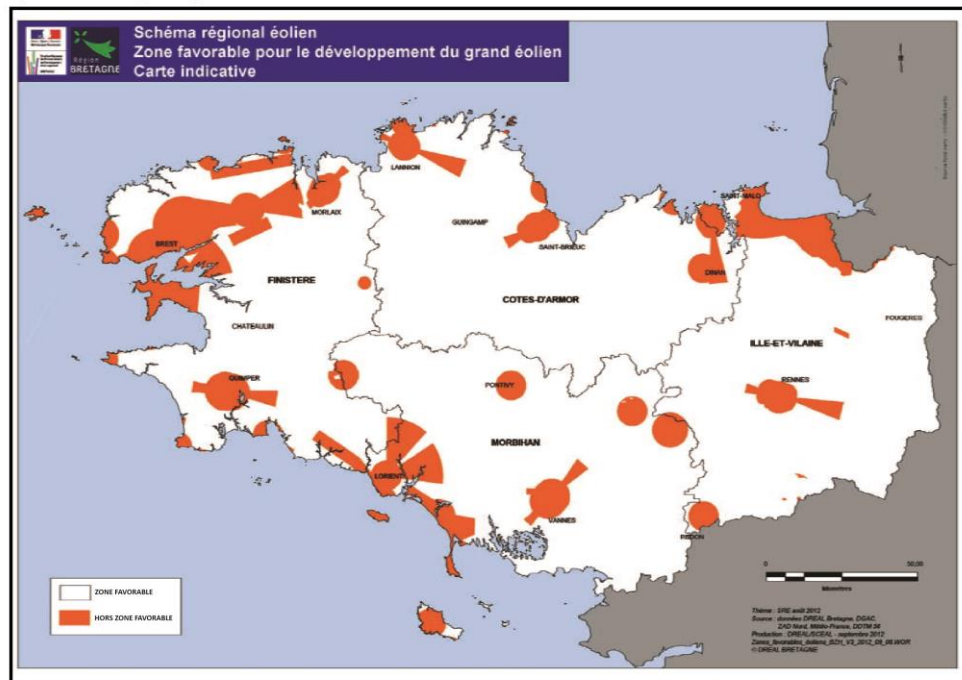 Schéma régional éolien
Zone favorable pour le développement du grand éolien
Carte indicative
Région
BRETAGNE
LANNION
MORLAIX
GUINGAMP
SAINT-BRIEUC
SAINT-MALO
BREST
DINAN
FINISTERE
COTES-D'ARMOR
FOUGERES
CHATEAULIN
ILLE-ET-VILAINE
QUIMPER
PONTIVY
RENNES
MORBIHAN
LORIENT
VANNES
REDON
ZONE FAVORABLE
HORS ZONE FAVORABLE
0
kilomètres
Thème : SRE août 2012
Source : données DREAL Bretagne, DGAC,
ZAD Nord, Météo-France, DDTM 56
Production : DREAL/SCEAL - septembre 2012
© DREAL BRETAGNE